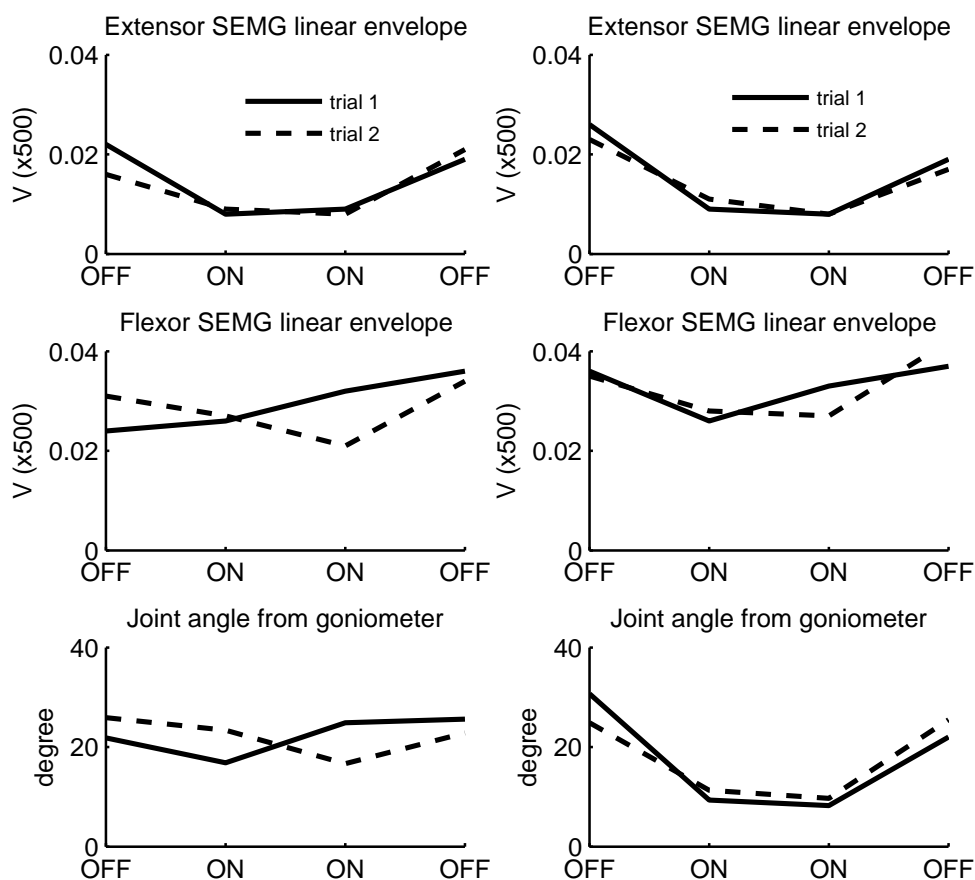 Extensor SEMG linear envelope
0.04
0.02
0
V (x500)
trial 1
trial 2
OFF ON ON OFF
Extensor SEMG linear envelope
0.04
0.02
0
V (x500)
trial 1
trial 2
OFF ON ON OFF
Flexor SEMG linear envelope
0.04
0.02
0
V (x500)
OFF ON ON OFF
Flexor SEMG linear envelope
0.04
0.02
0
V (x500)
OFF ON ON OFF
Joint angle from goniometer
40
20
0
degree
OFF ON ON OFF
Joint angle from goniometer
40
20
0
degree
OFF ON ON OFF